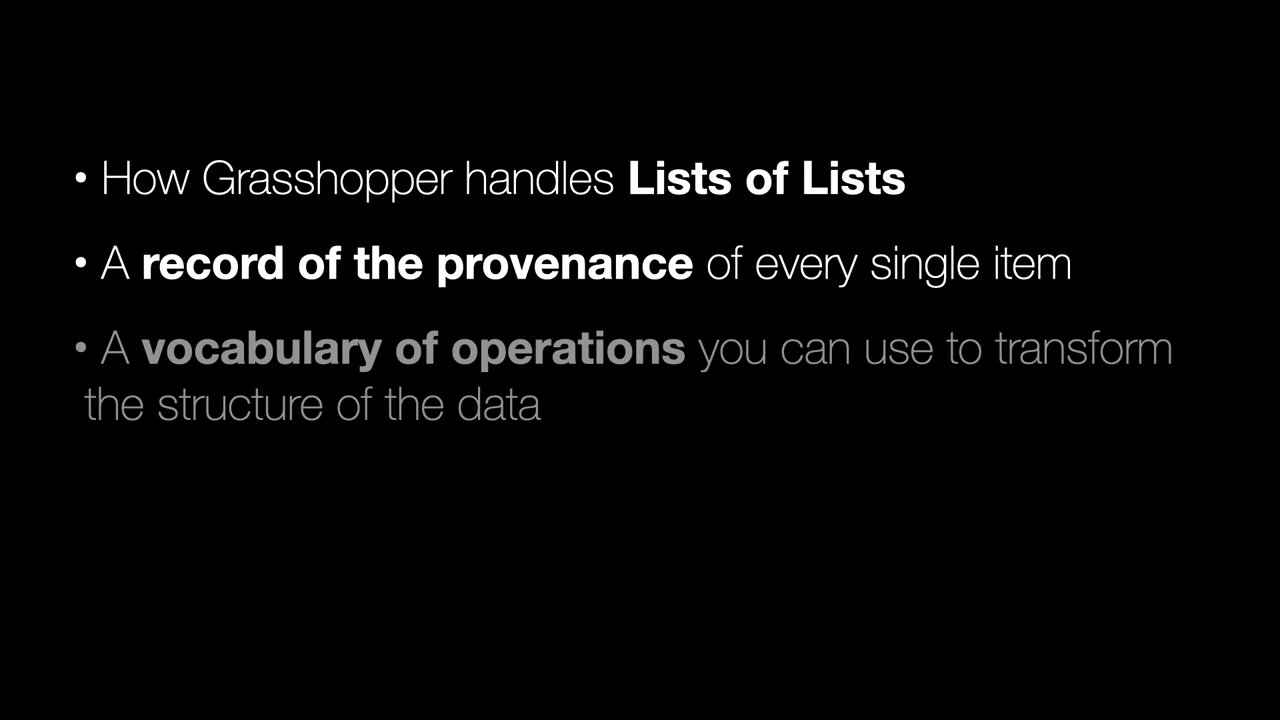 • How Grasshopper handles Lists of Lists
• A record of the provenance of every single item
• A vocabulary of operations you can use to transform
the structure of the data